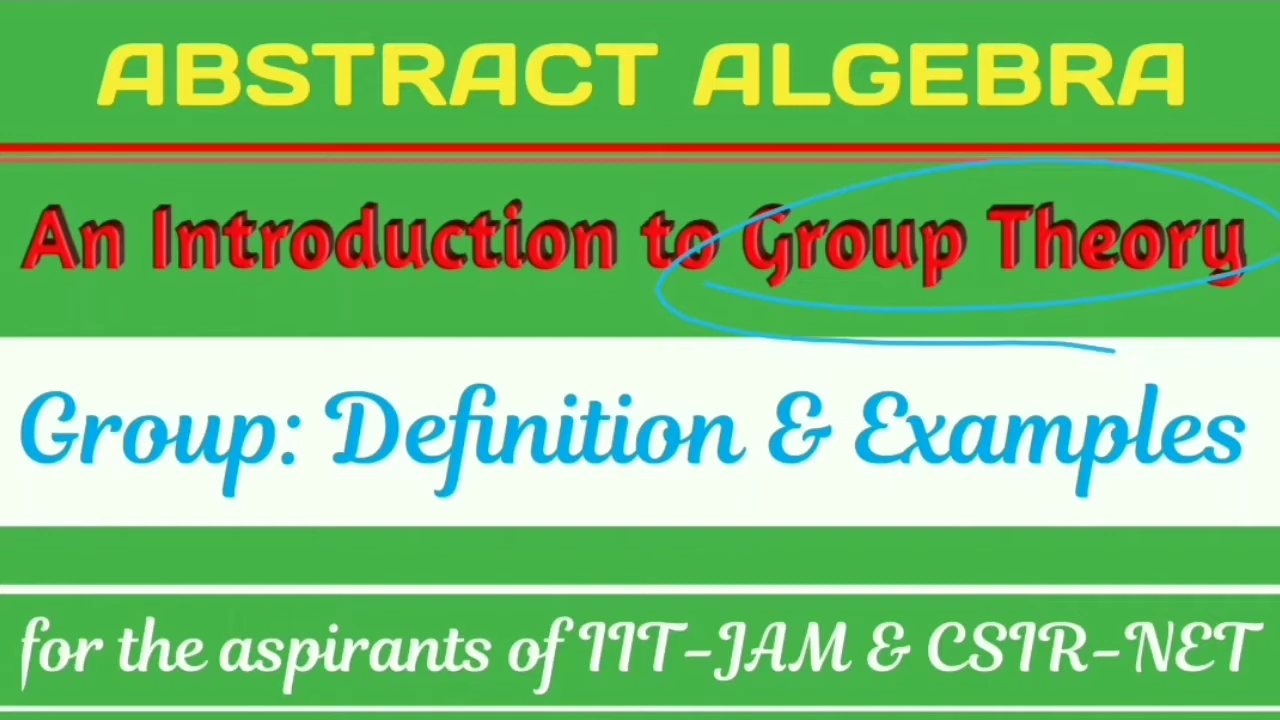 ABSTRACT ALGEBRA
An Introduction to Group Theory
Group: Definition & Examples
for the aspirants of IIT-JAM & CSIR-NET